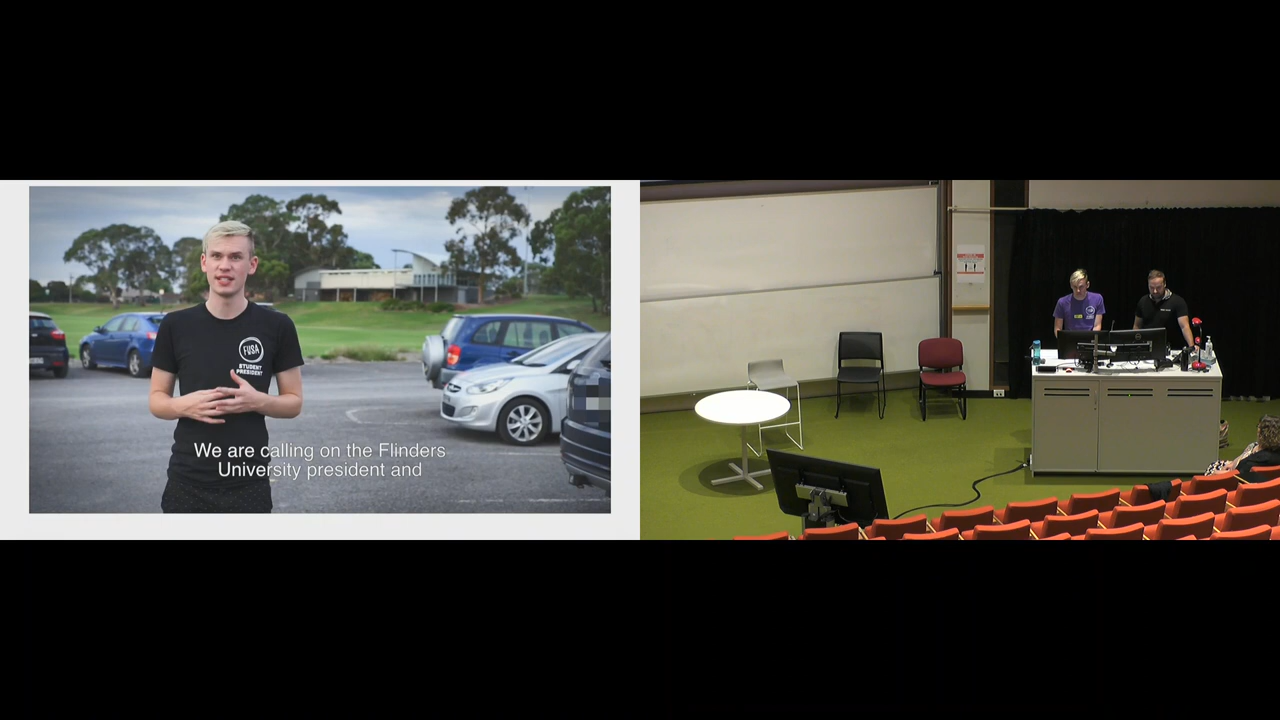 FUSA
STUDENT
PRESIDENT
We are calling on the Flinders
University president and